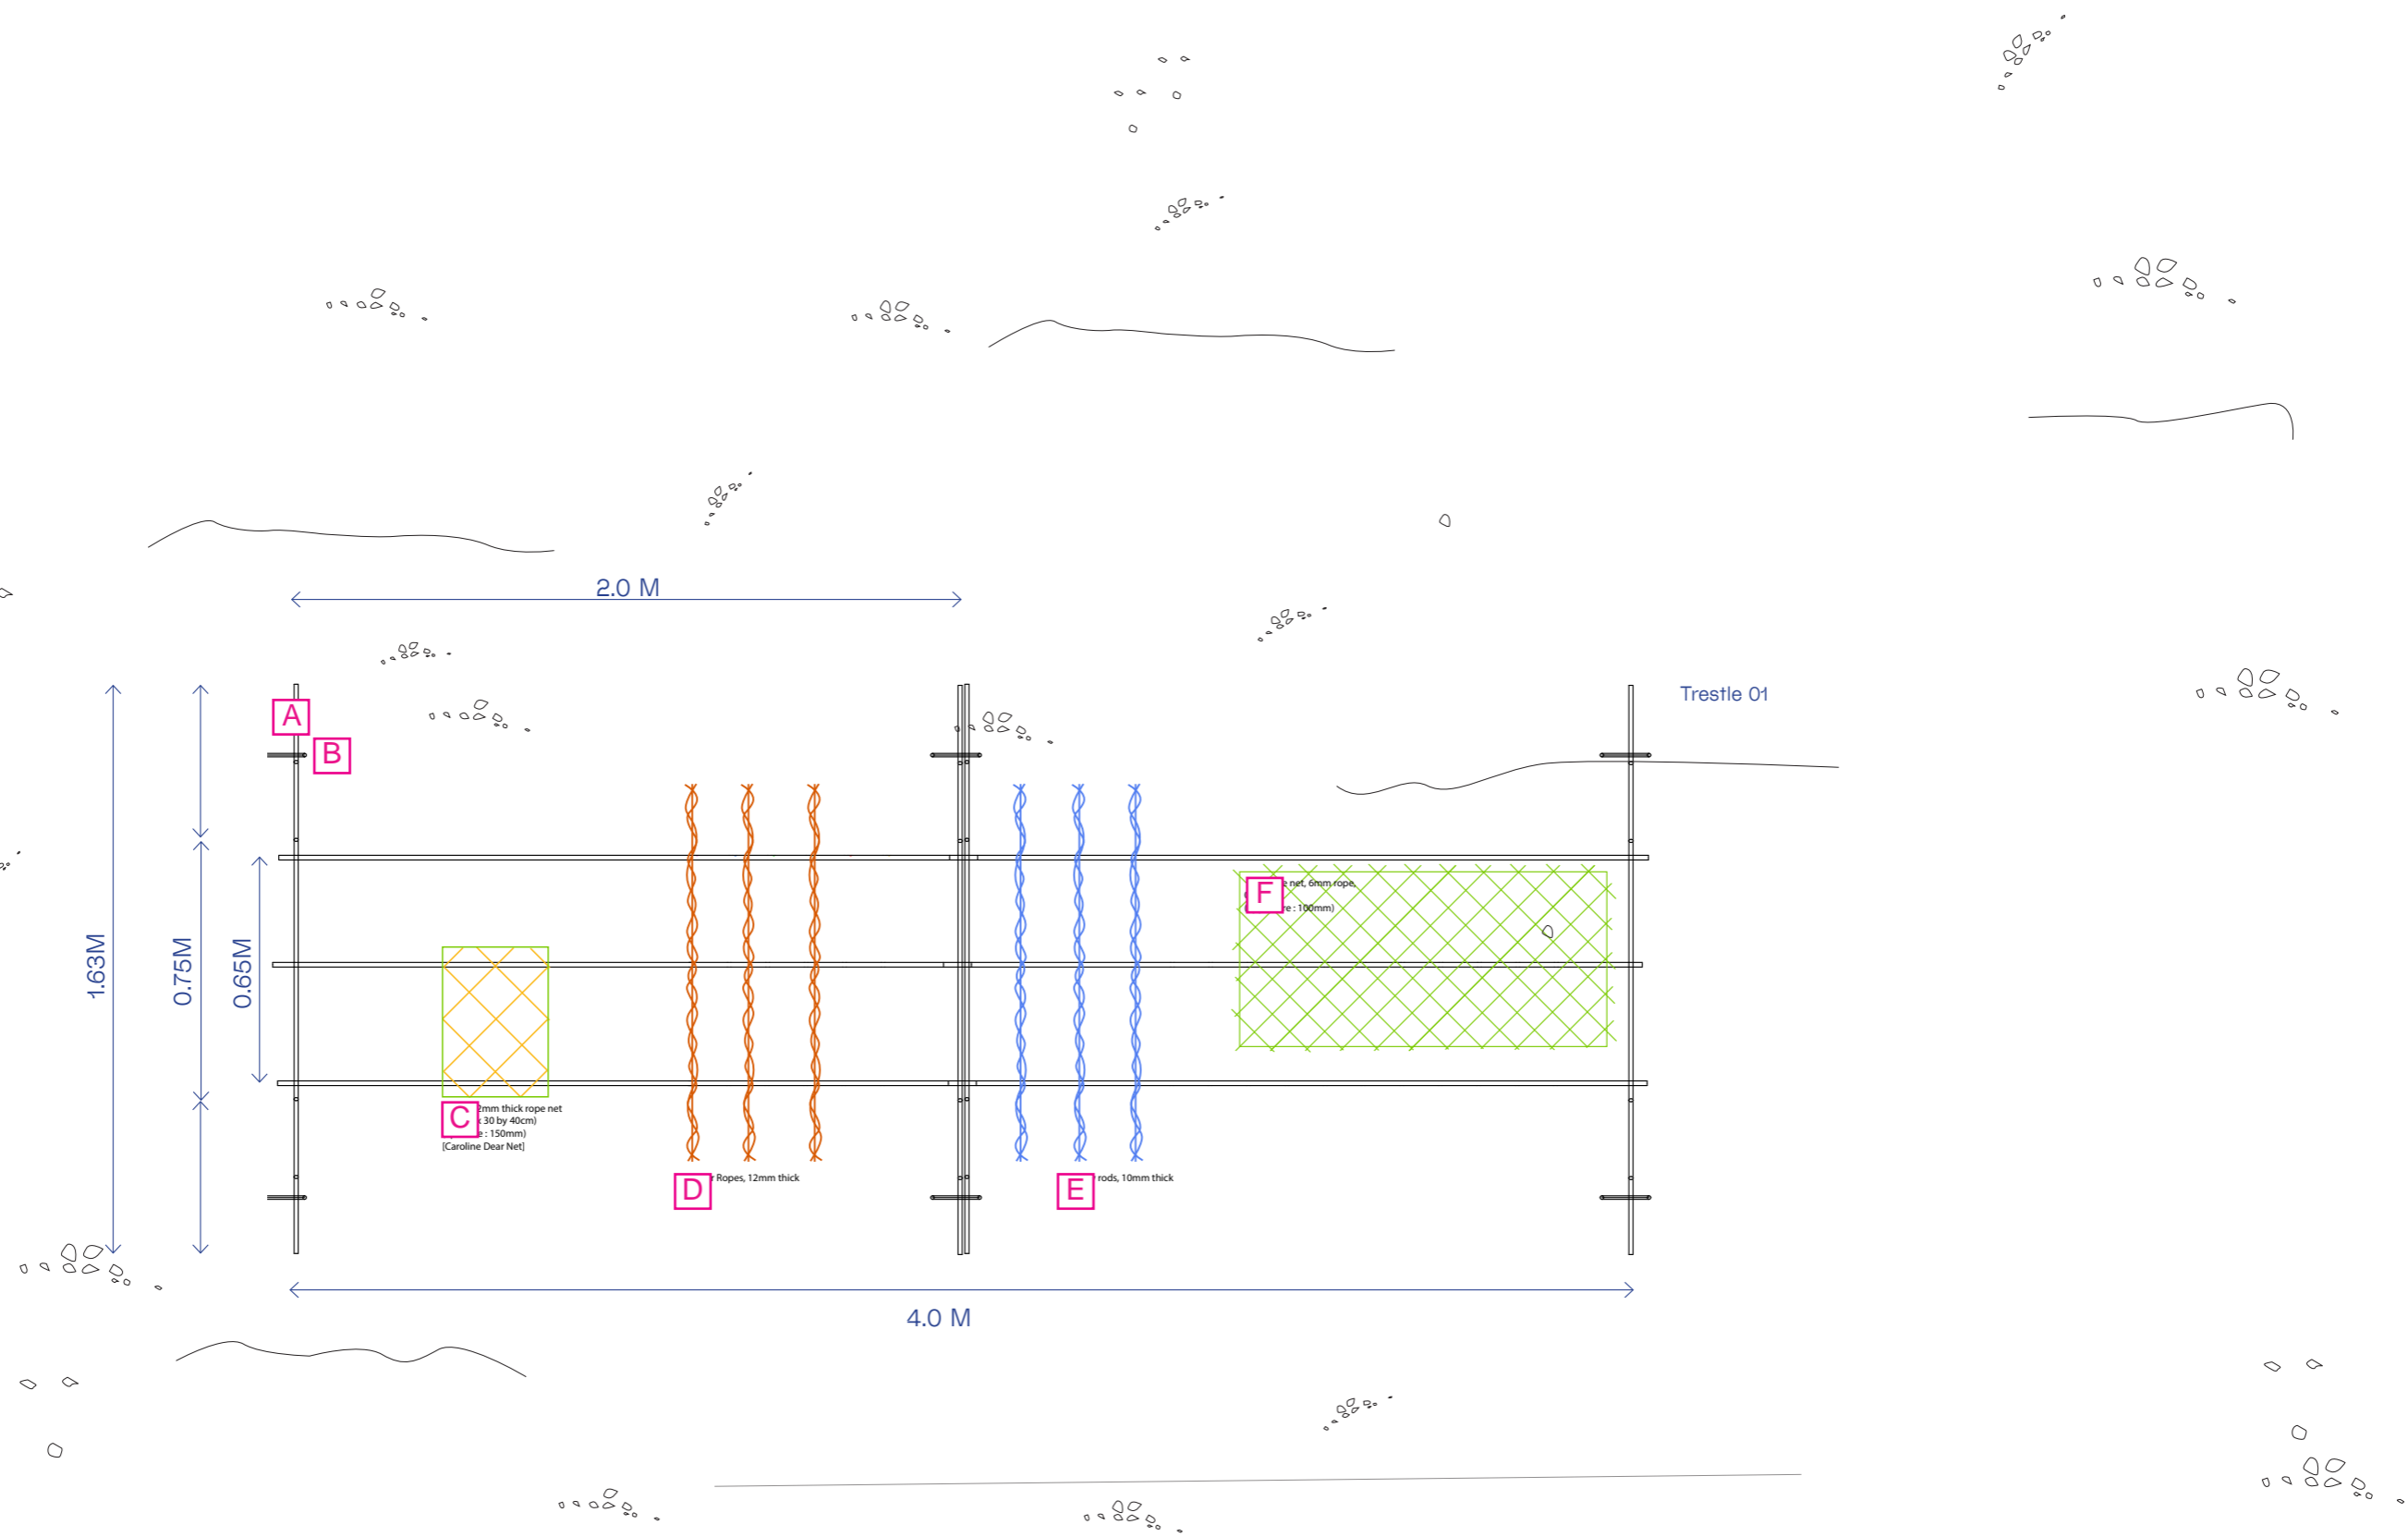 2.0 M
Trestle 01
A
B
1.63M
0.75M
0.65M
F
net, 6mm rope,
: 100mm)
C
2mm thick rope net
30 by 40cm)
: 150mm)
[Caroline Dear Net]
D
Ropes, 12mm thick
E
rods, 10mm thick
4.0 M